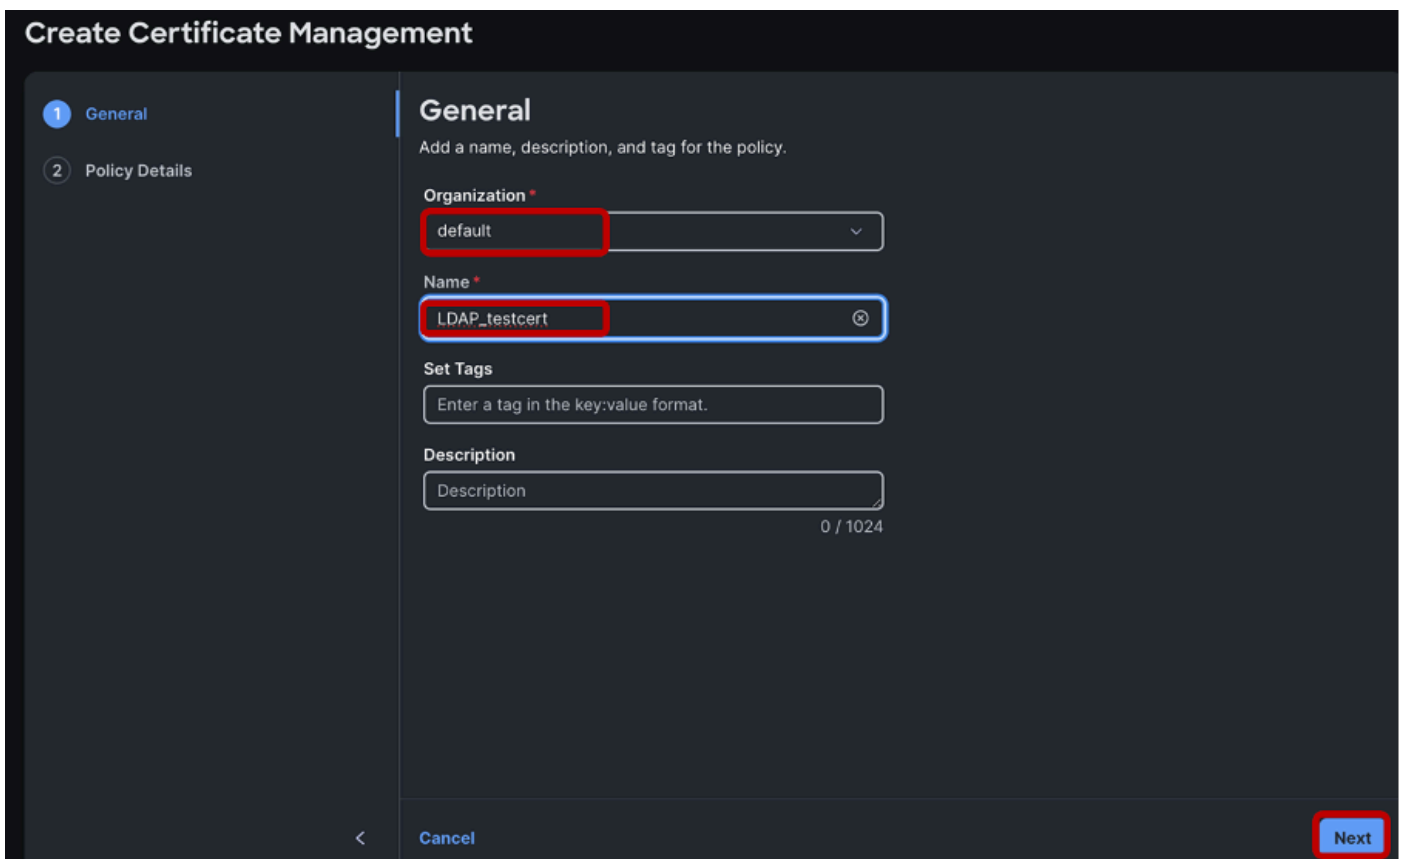 Create Certificate Management
1 General
2 Policy Details
General
Add a name, description, and tag for the policy.
Organization *
default
Name *
LDAP_testcert
Set Tags
Enter a tag in the key:value format.
Description
Description
0 / 1024
Cancel
Next